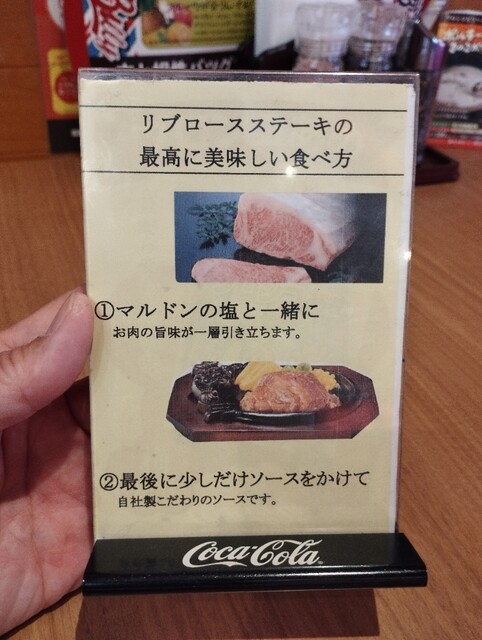 リブロースステーキの
最高に美味しい食べ方
①マルドンの塩と一緒に
お肉の旨味が一層引き立ちます。
②最後に少しだけソースをかけて
自社製こだわりのソースです。
Coca-Cola